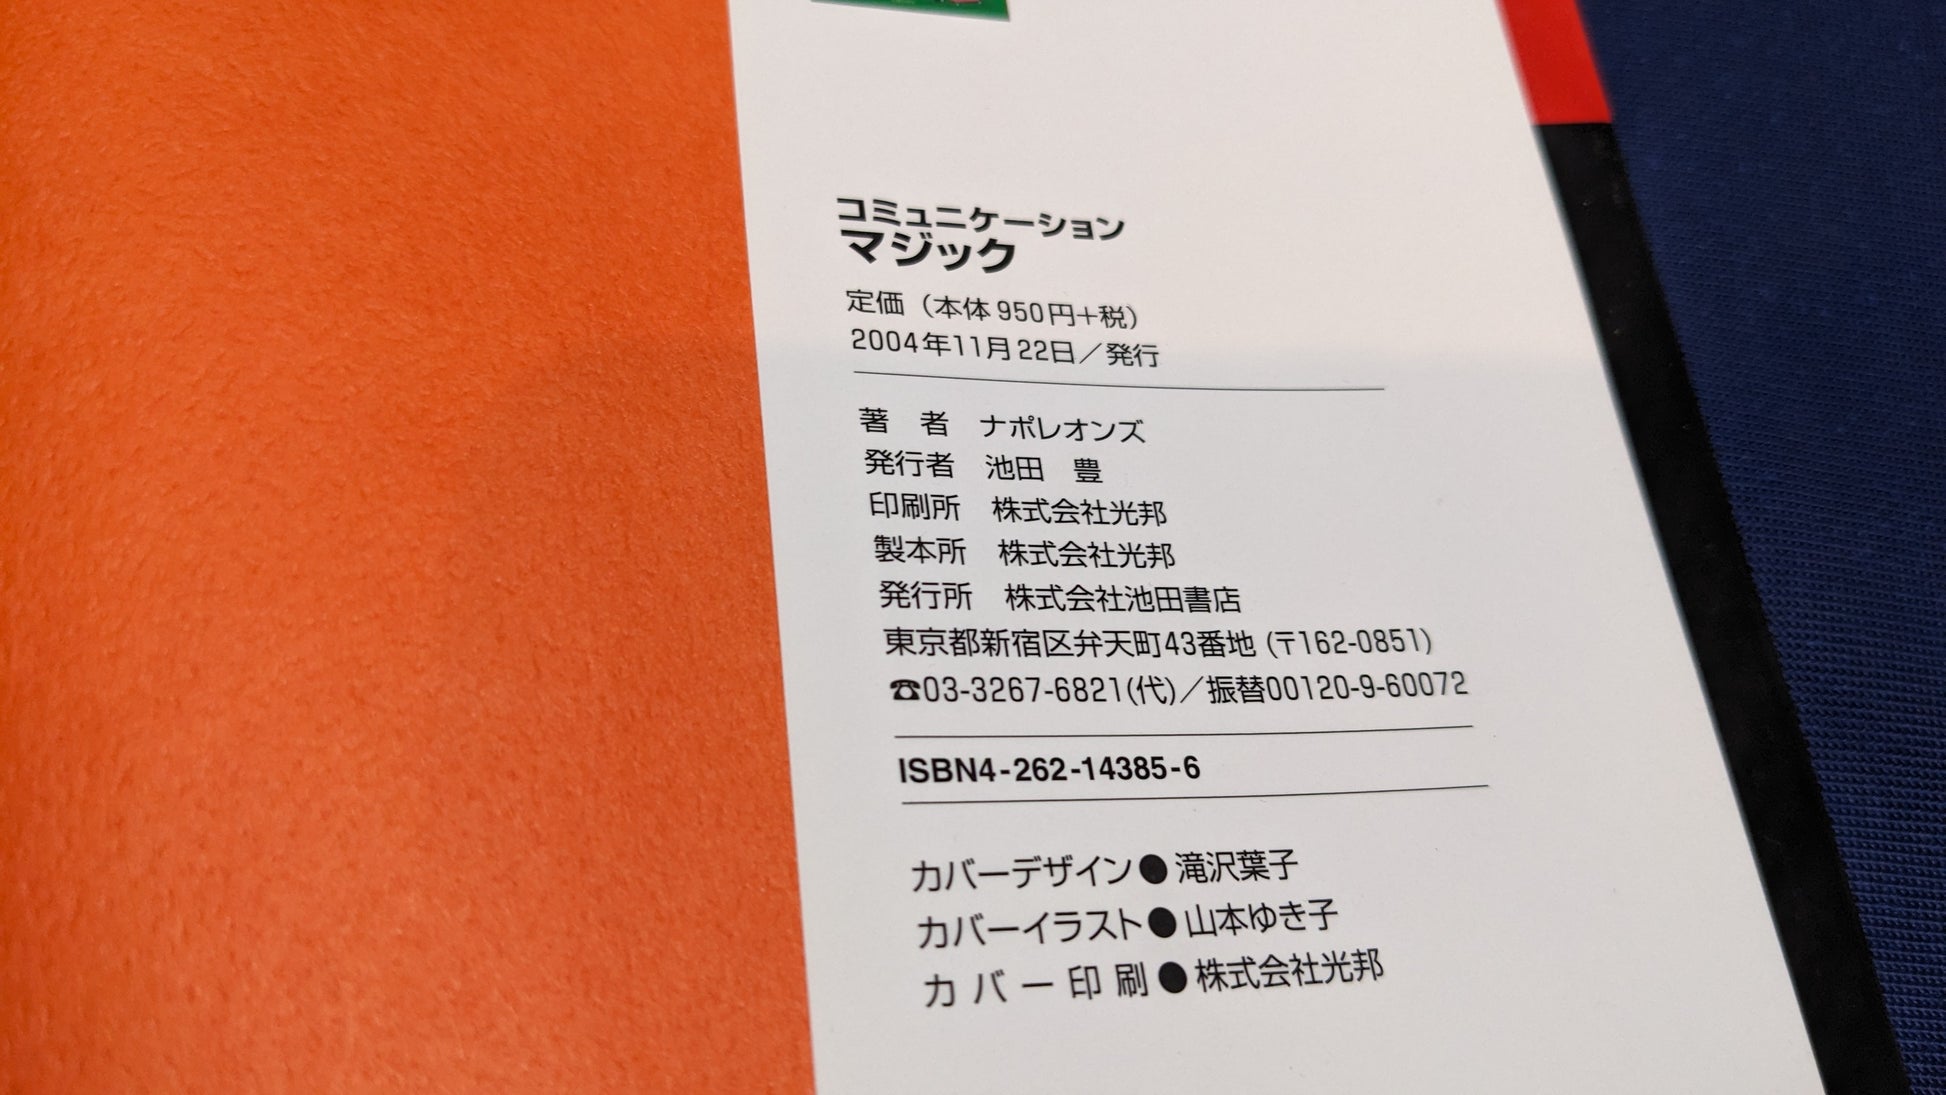 コミュニケーション
マジック
定価（本体950円+税）
2004年11月22日／発行
著　者　ナポレオンズ
発行者　池田　豊
印刷所　株式会社光邦
製本所　株式会社光邦
発行所　株式会社池田書店
東京都新宿区弁天町43番地(〒162-0851)
☎03-3267-6821(代)／振替00120-9-60072
ISBN4-262-14385-6
カバーデザイン●滝沢葉子
カバーイラスト●山本ゆき子
カバー印刷●株式会社光邦